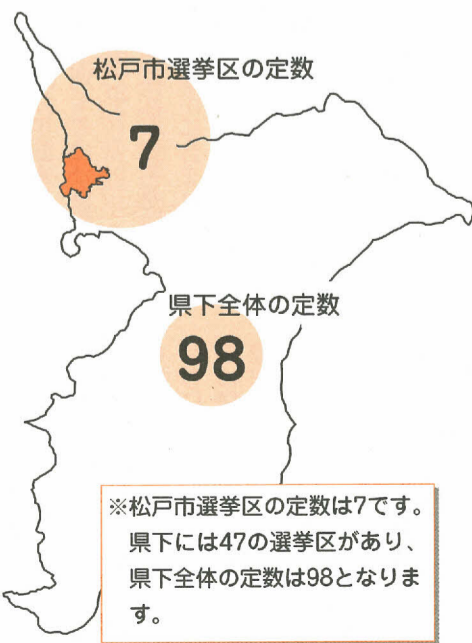 松戸市選挙区の定数
7
県下全体の定数
98
※松戸市選挙区の定数は7です。
県下には47の選挙区があり、
県下全体の定数は98となりま
す。